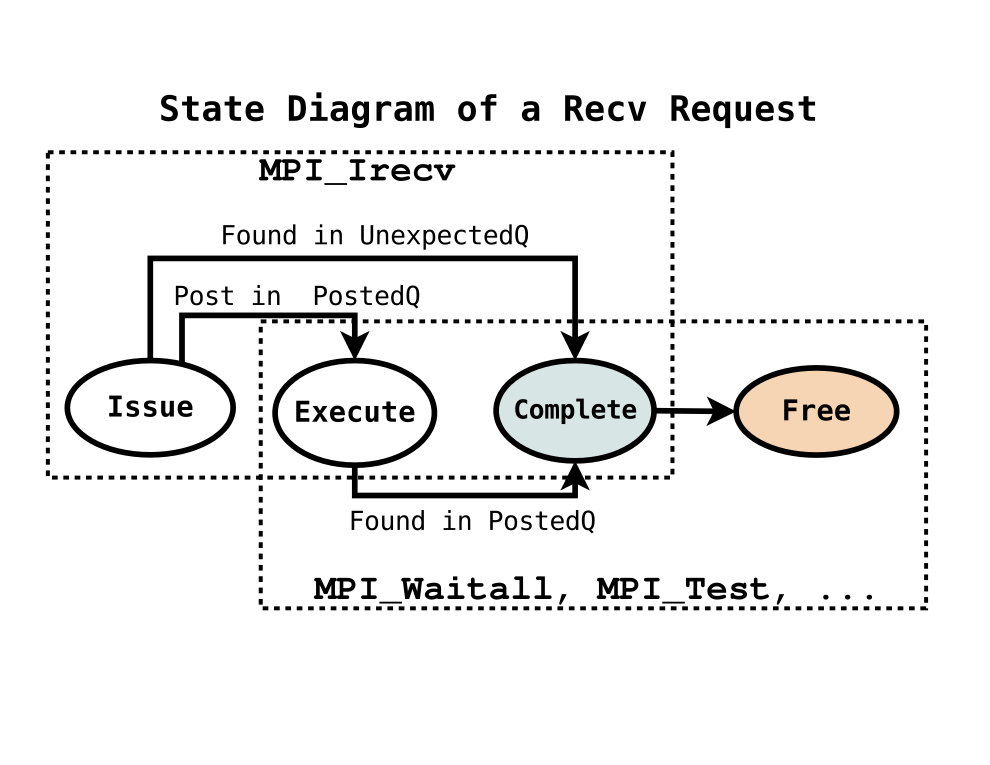 State Diagram of a Recv Request
MPI_Irecv
Found in UnexpectedQ
Post in  PostedQ
Issue
Execute
Complete
Free
Found in PostedQ
MPI_Waitall, MPI_Test, ...